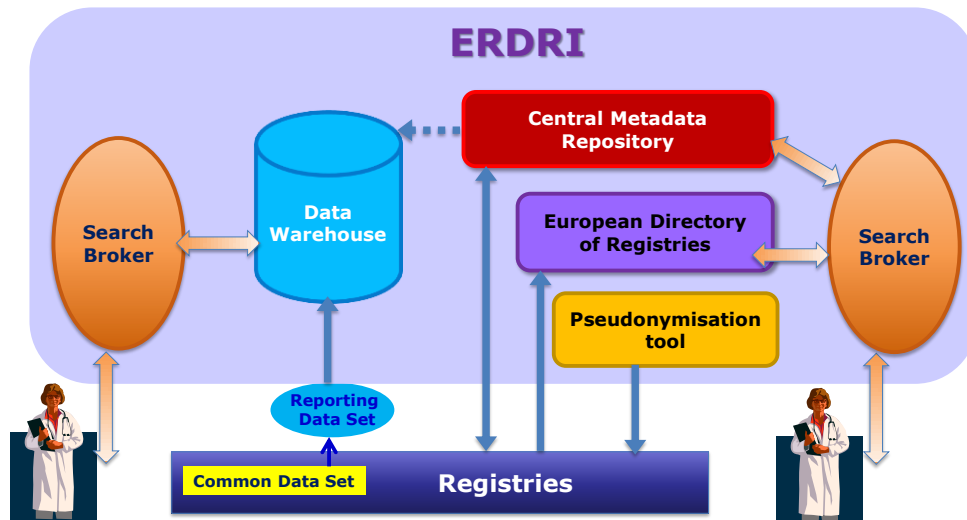 ERDRI
Central Metadata
Repository
Data
Warehouse
Search
Broker
European Directory
of Registries
Search
Broker
Pseudonymisation
tool
Reporting
Data Set
Common Data Set
Registries